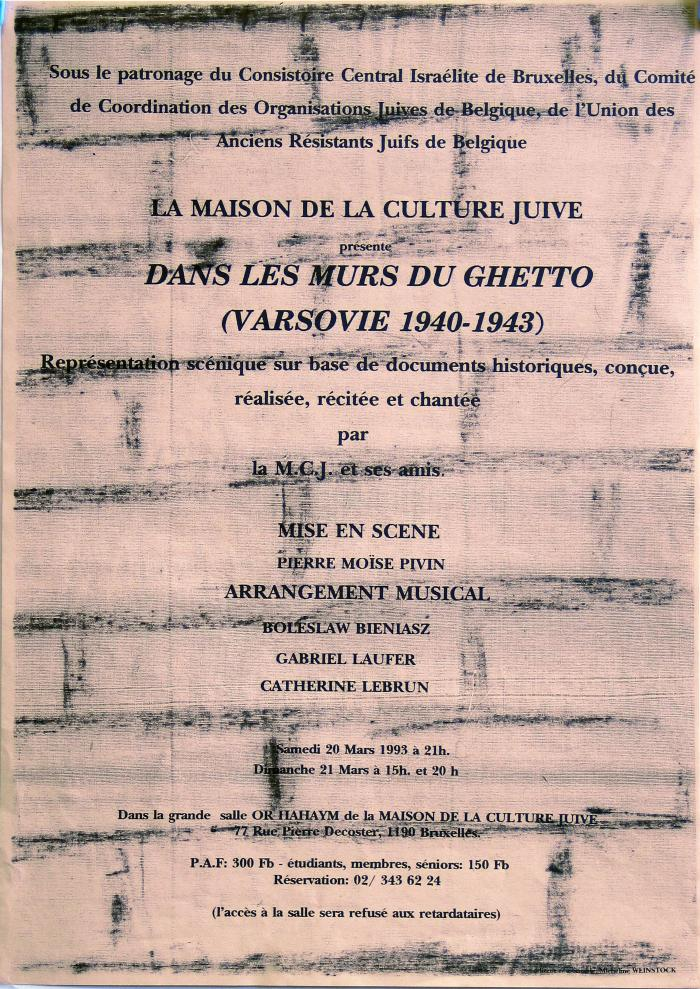 Sous le patronage du Consistoire Central Israélite de Bruxelles, du Comité
de Coordination des Organisations Juives de Belgique, de l'Union des
Anciens Résistants Juifs de Belgique
LA MAISON DE LA CULTURE JUIVE
présente
DANS LES MURS DU GHETTO
(VARSOVIE 1940-1943)
Représentation scénique sur base de documents historiques, conçue,
réalisée, récitée et chantée
par
la M.C.J. et ses amis.
MISE EN SCENE
PIERRE MOÏSE PIVIN
ARRANGEMENT MUSICAL
BOLESLAW BIENIASZ
GABRIEL LAUFER
CATHERINE LEBRUN
Samedi 20 Mars 1993 à 21h.
Dimanche 21 Mars à 15h. et 20 h
Dans la grande salle OR HAHAYM de la MAISON DE LA CULTURE JUIVE
77 Rue Pierre Decoster, 1190 Bruxelles.
P.A.F: 300 Fb - étudiants, membres, séniors: 150 Fb
Réservation: 02/ 343 62 24
(l'accès à la salle sera refusé aux retardataires)
Micheline WEINSTOCK